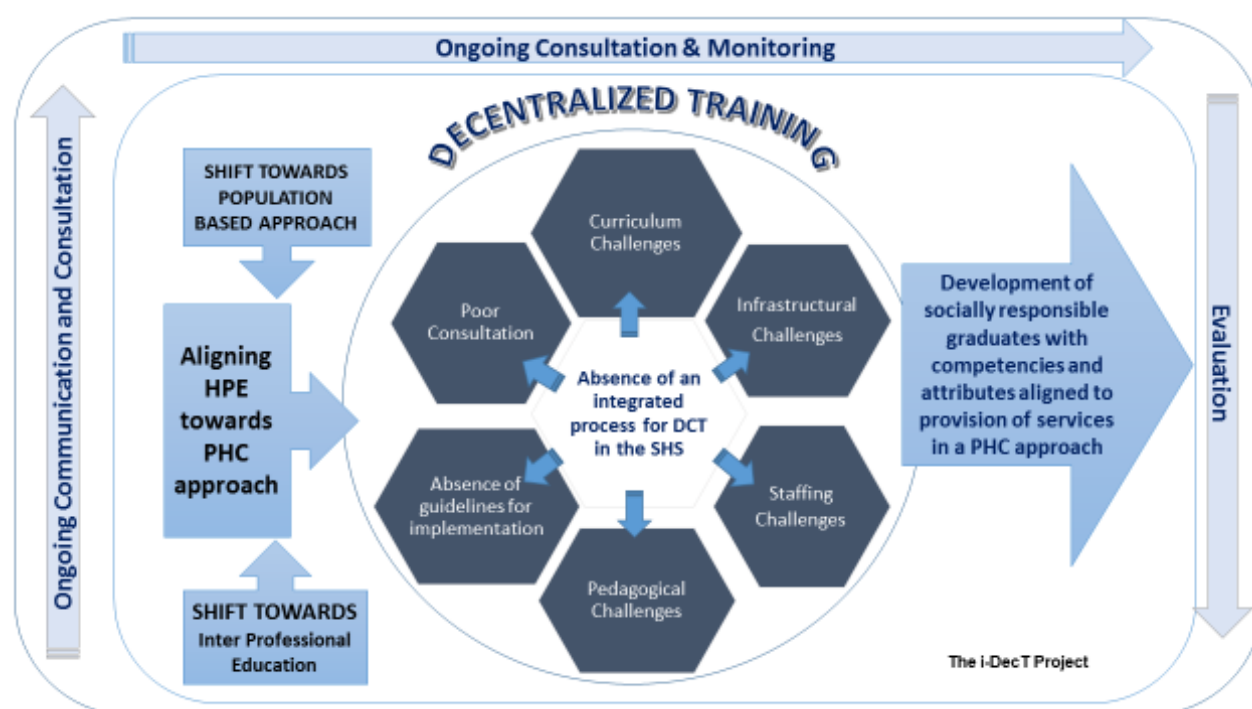 Ongoing Consultation & Monitoring
Ongoing Communication and Consultation
DECENTRALIZED TRAINING
SHIFT TOWARDS
POPULATION
BASED APPROACH
Aligning
HPE
towards
PHC
approach
SHIFT TOWARDS
Inter Professional
Education
Curriculum
Challenges
Poor
Consultation
Infrastructural
Challenges
Absence of an
integrated
process for DCT
in the SHS
Absence of
guidelines for
implementation
Staffing
Challenges
Pedagogical
Challenges
Development of
socially responsible
graduates with
competencies and
attributes aligned to
provision of services
in a PHC approach
Evaluation
The i-DecT Project